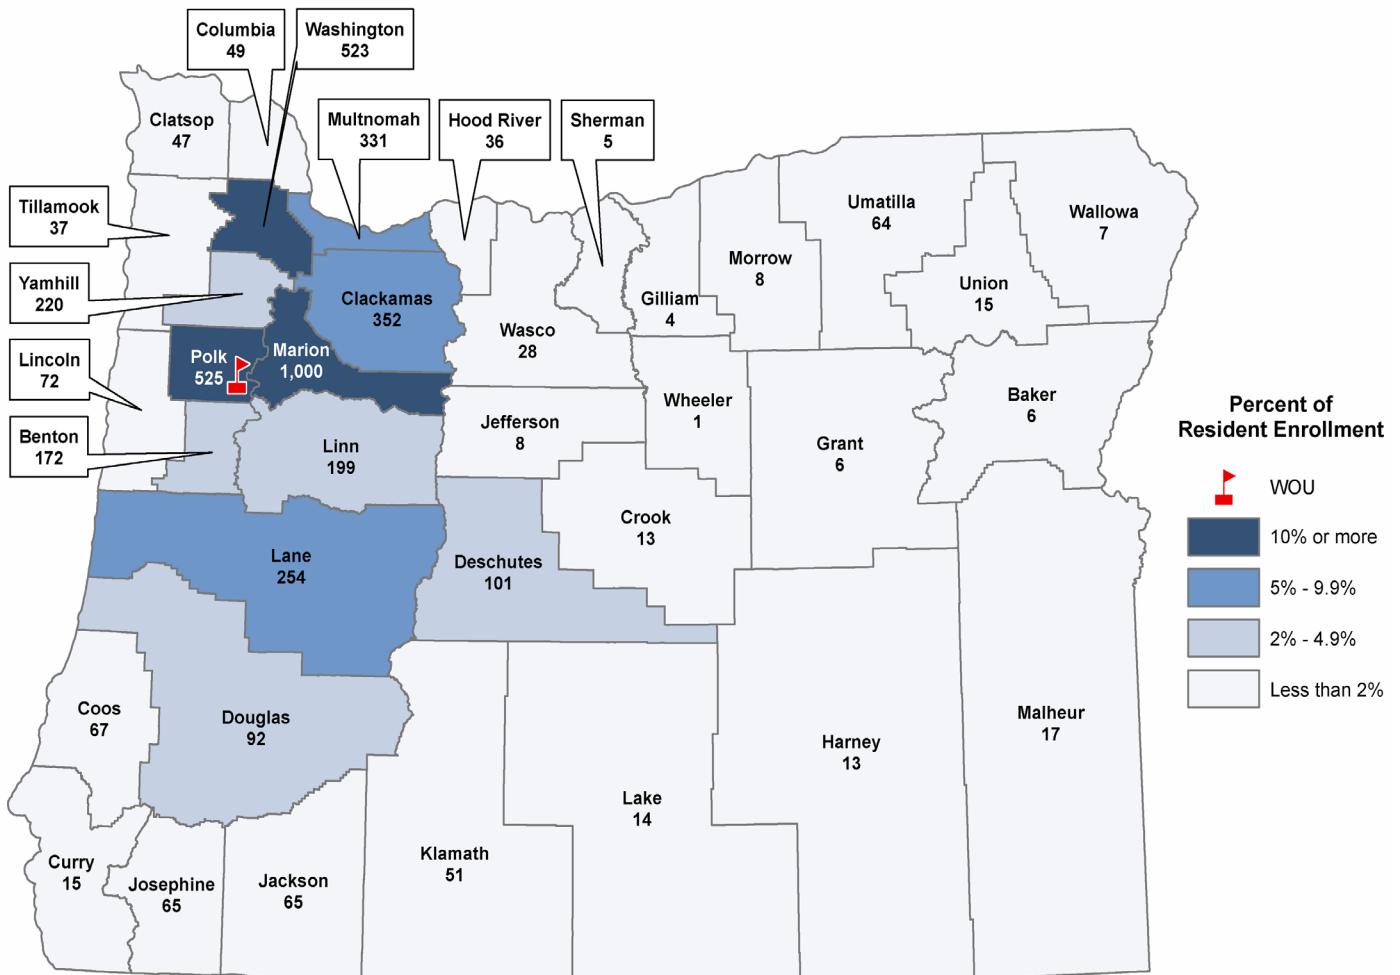 Columbia
49
Washington
523
Clatsop
47
Multnomah
331
Hood River
36
Sherman
5
Tillamook
37
Umatilla
64
Wallowa
7
Morrow
8
Yamhill
220
Clackamas
352
Gilliam
4
Union
15
Wasco
28
Lincoln
72
Polk
525
Marion
1,000
Wheeler
1
Baker
6
Benton
172
Linn
199
Jefferson
8
Grant
6
Crook
13
Lane
254
Deschutes
101
Coos
67
Douglas
92
Harney
13
Malheur
17
Lake
14
Curry
15
Josephine
65
Jackson
65
Klamath
51
Percent of
Resident Enrollment
WOU
10% or more
5% - 9.9%
2% - 4.9%
Less than 2%